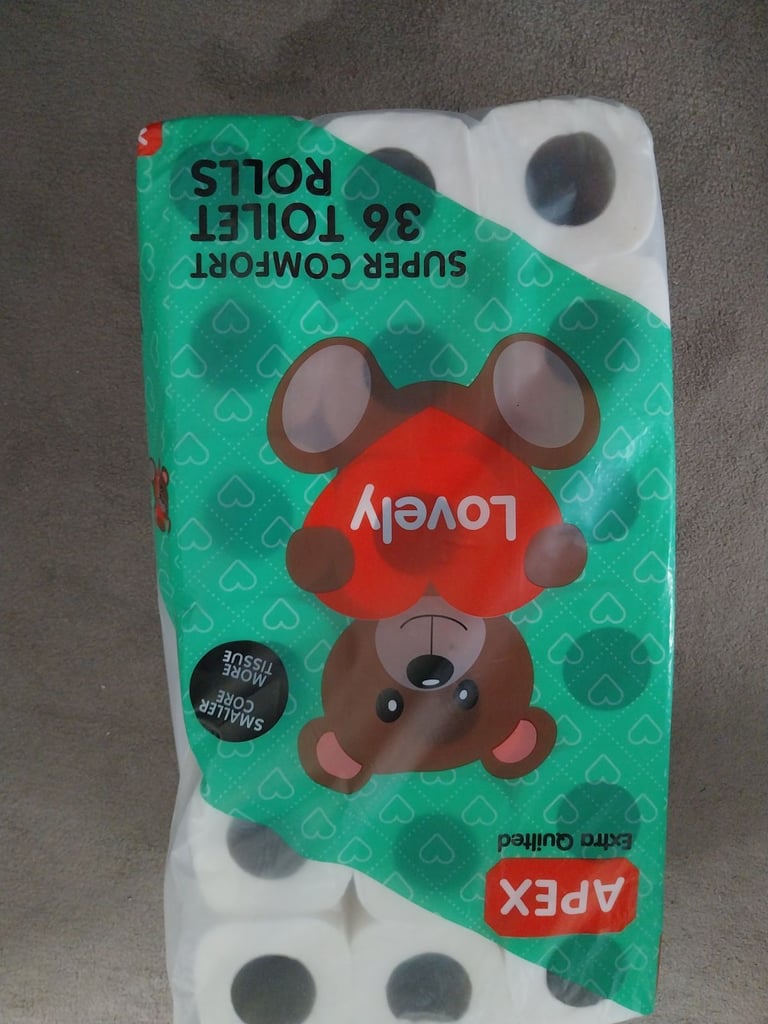 APEX
Extra Quilted
SMALLER
CORE
MORE
TISSUE
Lovely
SUPER COMFORT
36 TOILET
ROLLS